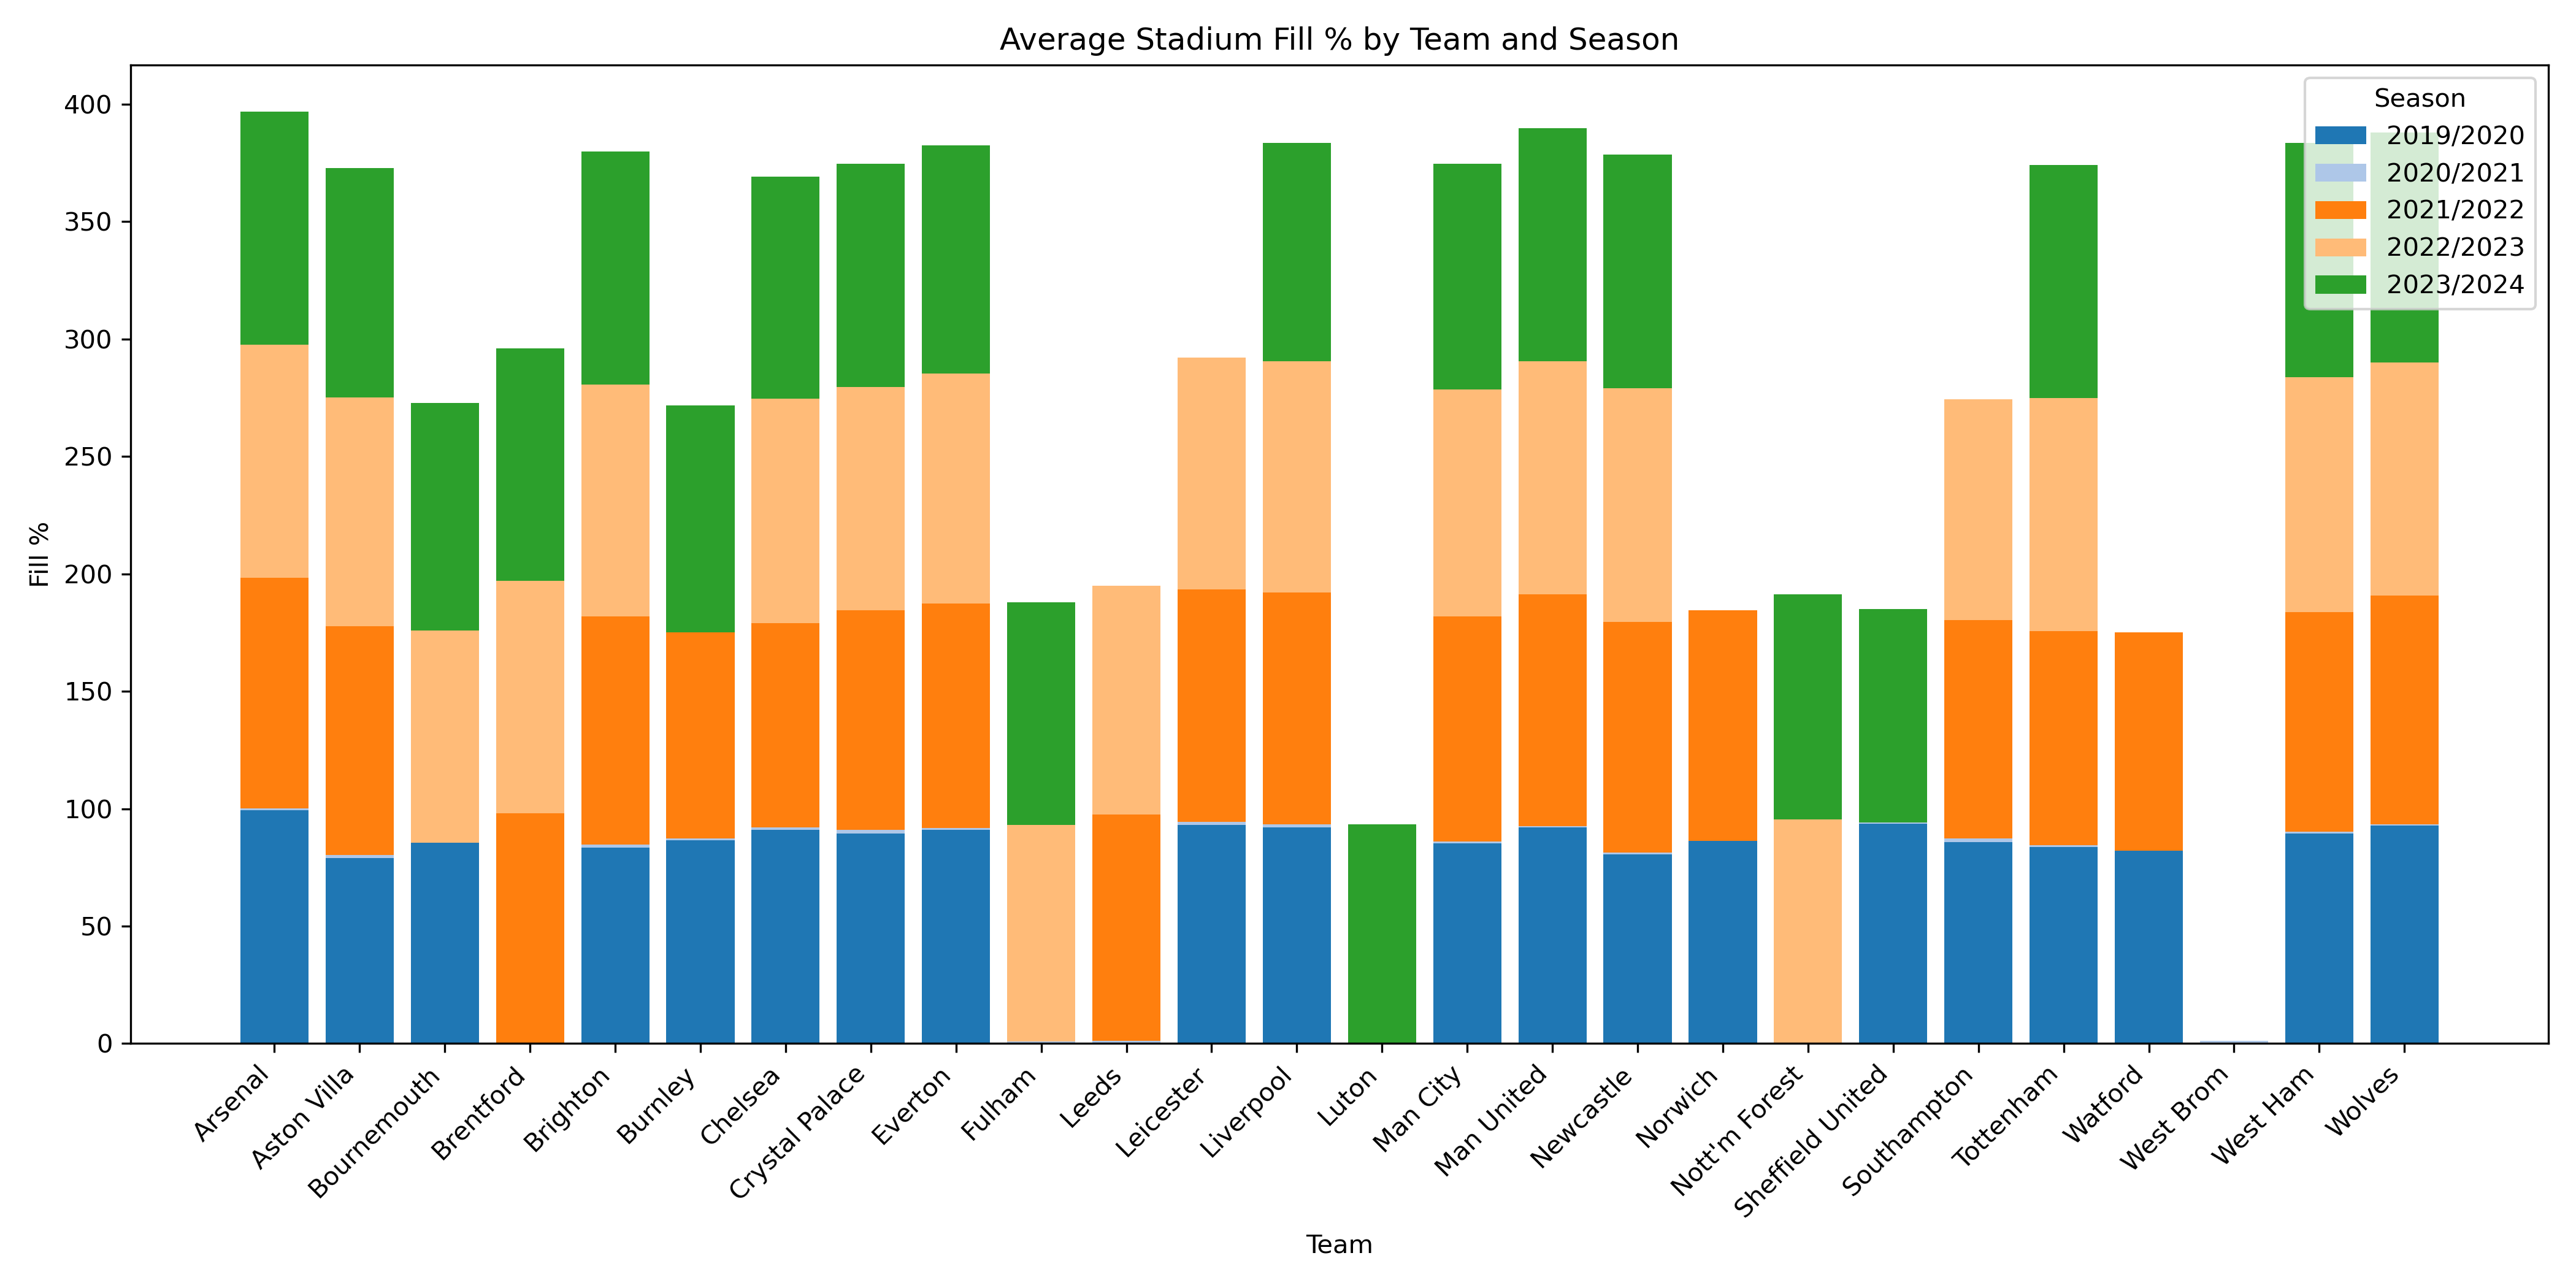 Average Stadium Fill % by Team and Season
Season
2019/2020
2020/2021
2021/2022
2022/2023
2023/2024
Fill %
400
350
300
250
200
150
100
50
0
Arsenal
Aston Villa
Bournemouth
Brentford
Brighton
Burnley
Chelsea
Crystal Palace
Everton
Fulham
Leeds
Leicester
Liverpool
Luton
Man City
Man United
Newcastle
Norwich
Nott'm Forest
Sheffield United
Southampton
Tottenham
Watford
West Brom
West Ham
Wolves
Team